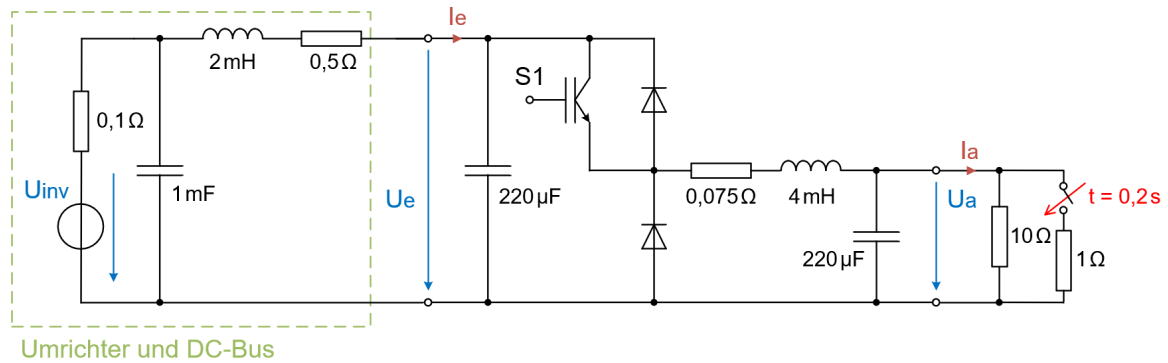 Ie
2 mH
0,5 Ω
S1
0,1 Ω
Uinv
1 mF
Ue
220 µF
0,075 Ω
4 mH
Ia
Ua
t = 0,2 s
10 Ω
1 Ω
220 µF
Umrichter und DC-Bus